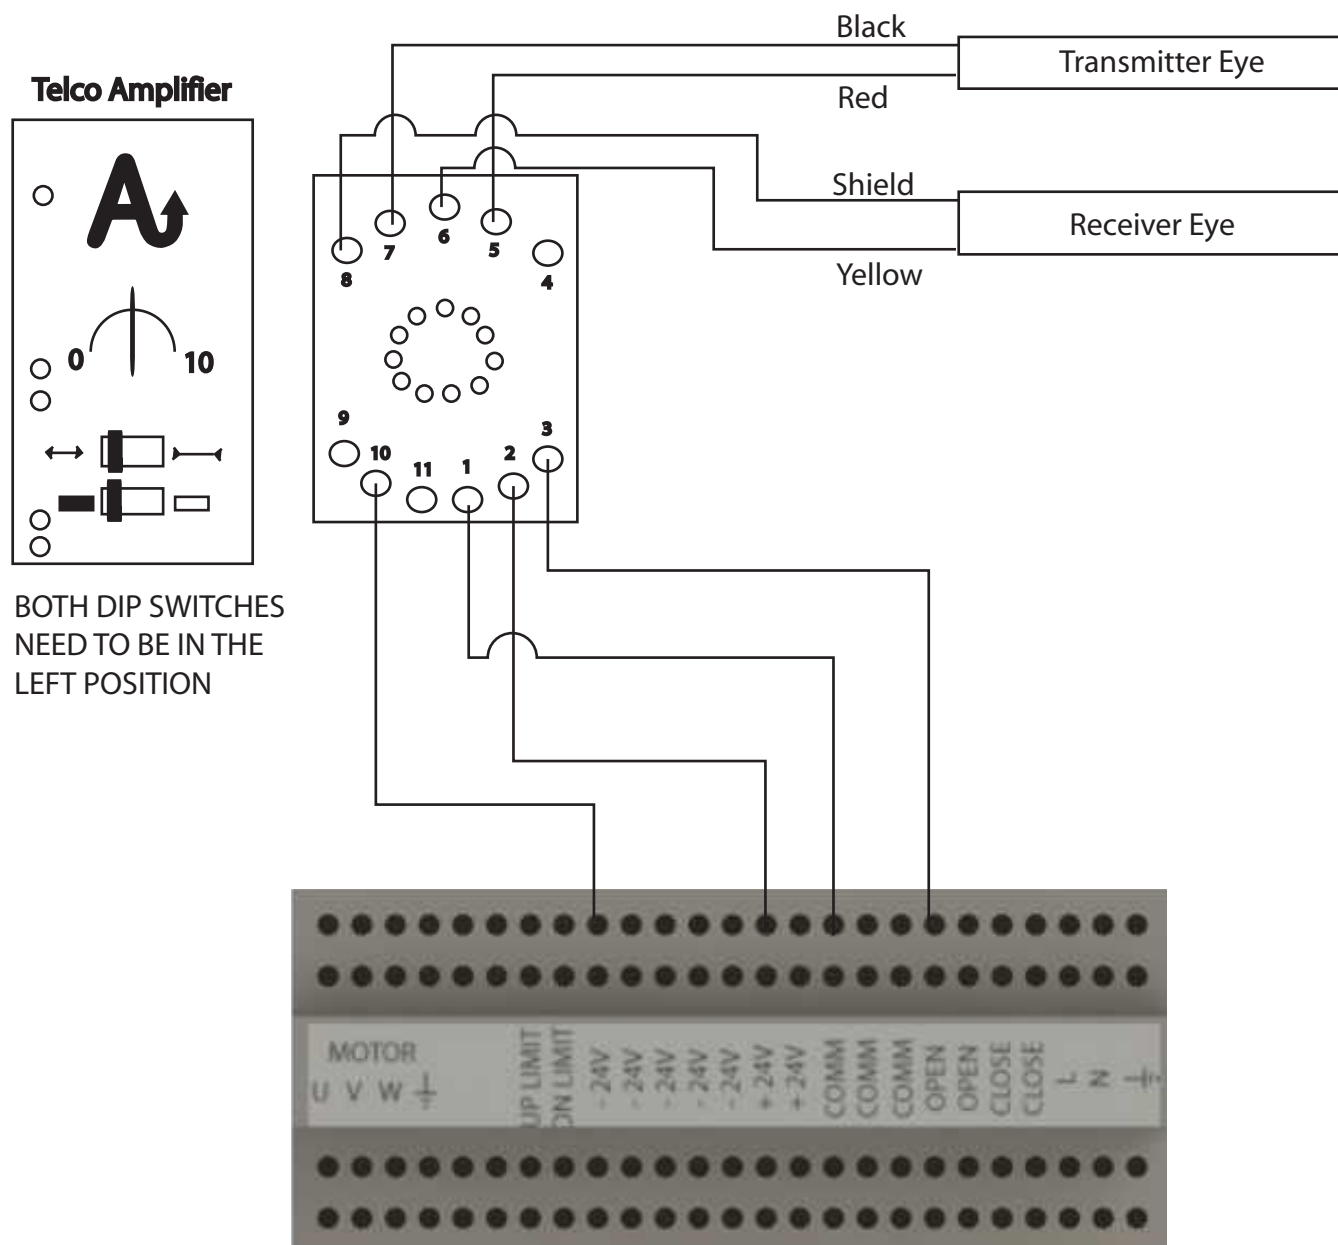 Black
Transmitter Eye
Telco Amplifier
Red
A
Shield
Receiver Eye
Yellow
7
6
5
8
4
0
10
9
10
11
1
2
3
BOTH DIP SWITCHES
NEED TO BE IN THE
LEFT POSITION
MOTOR
U V W
UP LIMIT
DN LIMIT
- 24V
- 24V
- 24V
- 24V
- 24V
+ 24V
+ 24V
COMM
COMM
COMM
OPEN
OPEN
CLOSE
CLOSE
L
N